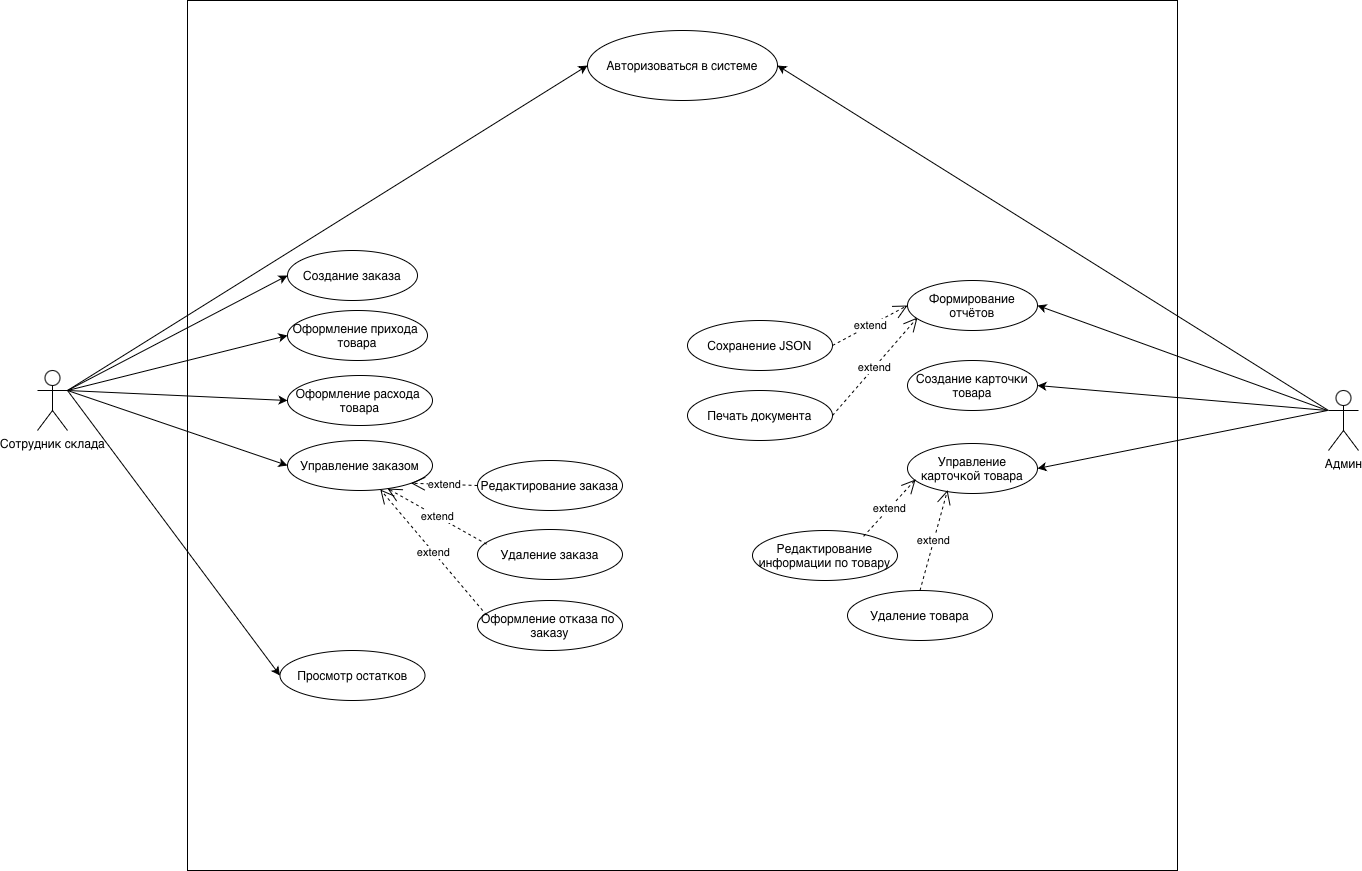 Авторизоваться в системе
Создание заказа
Оформление прихода
товара
Оформление расхода
товара
Управление заказом
Сотрудник склада
extend
Редактирование заказа
extend
Удаление заказа
extend
Оформление отказа по
заказу
Просмотр остатков
Формирование
отчётов
extend
Сохранение JSON
extend
Печать документа
Создание карточки
товара
Управление
карточкой товара
Админ
extend
Редактирование
информации по товару
extend
Удаление товара